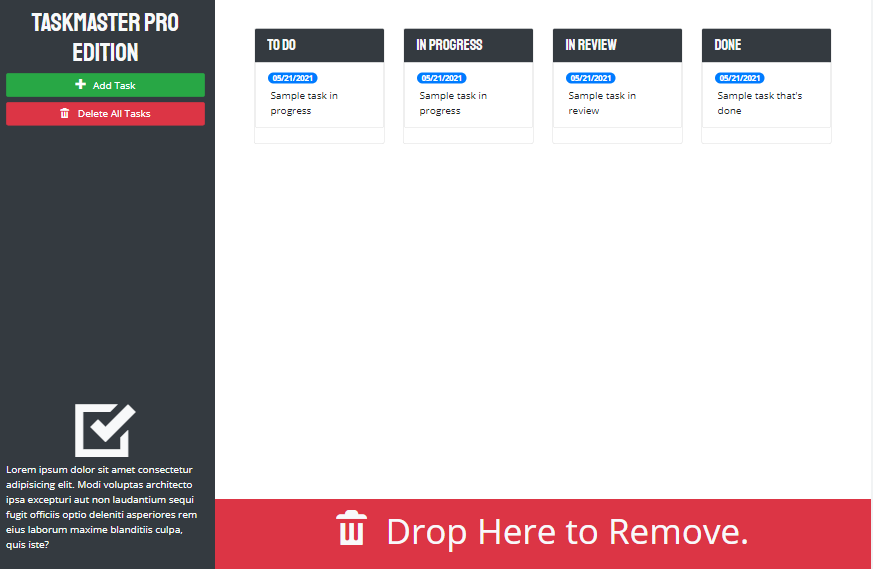 TASKMASTER PRO
EDITION
Add Task
Delete All Tasks
Lorem ipsum dolor sit amet consectetur
adipisicing elit. Modi voluptas architecto
ipsa excepturi aut non laudantium sequi
fugit officiis optio deleniti asperiores rem
eius laborum maxime blanditiis culpa,
quis iste?
TO DO
05/21/2021
Sample task in
progress
IN PROGRESS
05/21/2021
Sample task in
progress
IN REVIEW
05/21/2021
Sample task in
review
DONE
05/21/2021
Sample task that's
done
Drop Here to Remove.